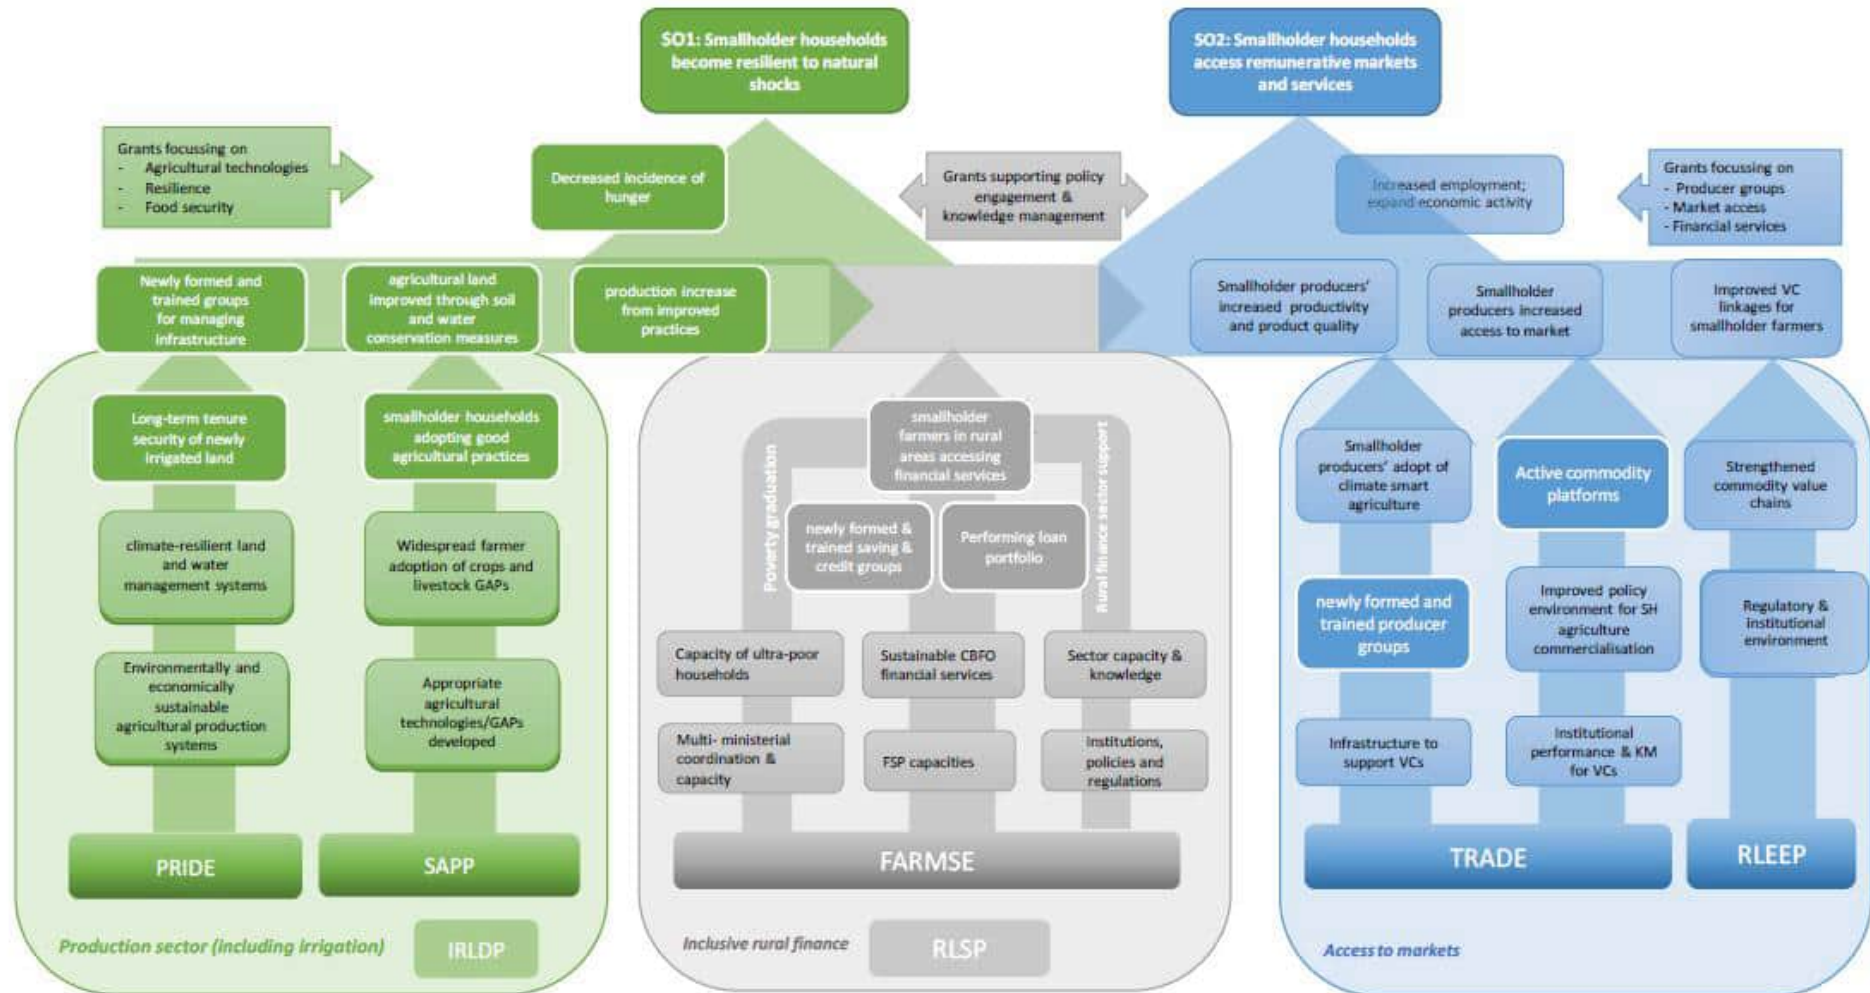 SO1: Smallholder households
become resilient to natural
shocks
SO2: Smallholder households
access remunerative markets
and services
Grants focussing on
- Agricultural technologies
- Resilience
- Food security
Decreased incidence of
hunger
Grants supporting policy
engagement &
knowledge management
Increased employment;
expand economic activity
Grants focussing on
- Producer groups
- Market access
- Financial services
Newly formed and
trained groups
for managing
infrastructure
agricultural land
improved through soil
and water
conservation measures
production increase
from improved
practices
Smallholder producers'
increased productivity
and product quality
Smallholder
producers increased
access to market
Improved VC
linkages for
smallholder farmers
Long-term tenure
security of newly
irrigated land
smallholder households
adopting good
agricultural practices
climate-resilient land
and water
management systems
Widespread farmer
adoption of crops and
livestock GAPs
Environmentally and
economically
sustainable
agricultural production
systems
Appropriate
agricultural
technologies/GAPs
developed
PRIDE
SAPP
Production sector (including irrigation)
IRLDP
Poverty graduation
smallholder
farmers in rural
areas accessing
financial services
Rural finance sector support
newly formed &
trained saving &
credit groups
Performing loan
portfolio
Capacity of ultra-poor
households
Sustainable CBFO
financial services
Sector capacity &
knowledge
Multi- ministerial
coordination &
capacity
FSP capacities
Institutions,
policies and
regulations
FARMSE
Inclusive rural finance
RLSP
Smallholder
producers' adopt of
climate smart
agriculture
Active commodity
platforms
Strengthened
commodity value
chains
newly formed and
trained producer
groups
Improved policy
environment for SH
agriculture
commercialisation
Regulatory &
institutional
environment
Infrastructure to
support VCs
Institutional
performance & KM
for VCs
TRADE
RLEEP
Access to markets